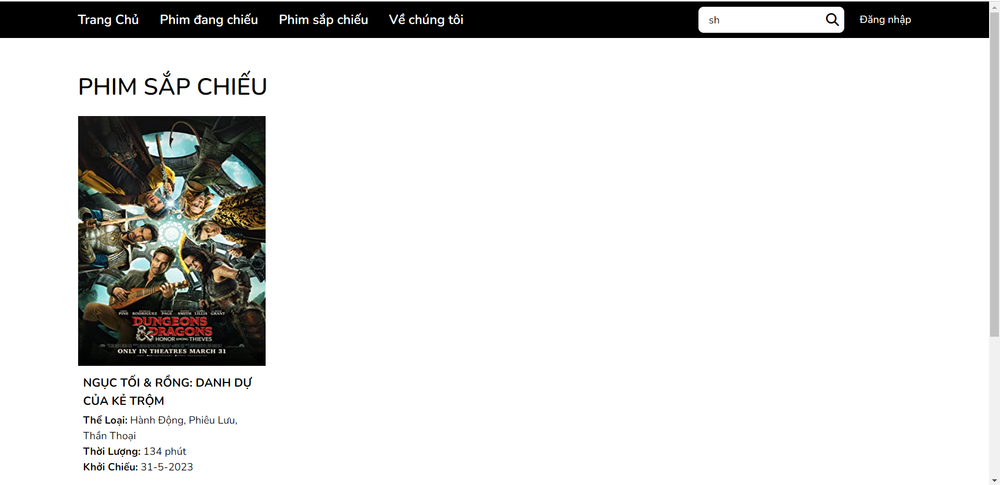 Trang Chủ Phim đang chiếu Phim sắp chiếu Về chúng tôi sh Đăng nhập
PHIM SẮP CHIẾU
PINE RODRIGUEZ PAGE SMITH LILLIS GRANT
DUNGEONS
& DRAGONS
HONOR AMONG THIEVES
ONLY IN THEATRES MARCH 31
NGỤC TỐI & RỒNG: DANH DỰ
CỦA KẺ TRỘM
Thể Loại: Hành Động, Phiêu Lưu,
Thần Thoại
Thời Lượng: 134 phút
Khởi Chiếu: 31-5-2023